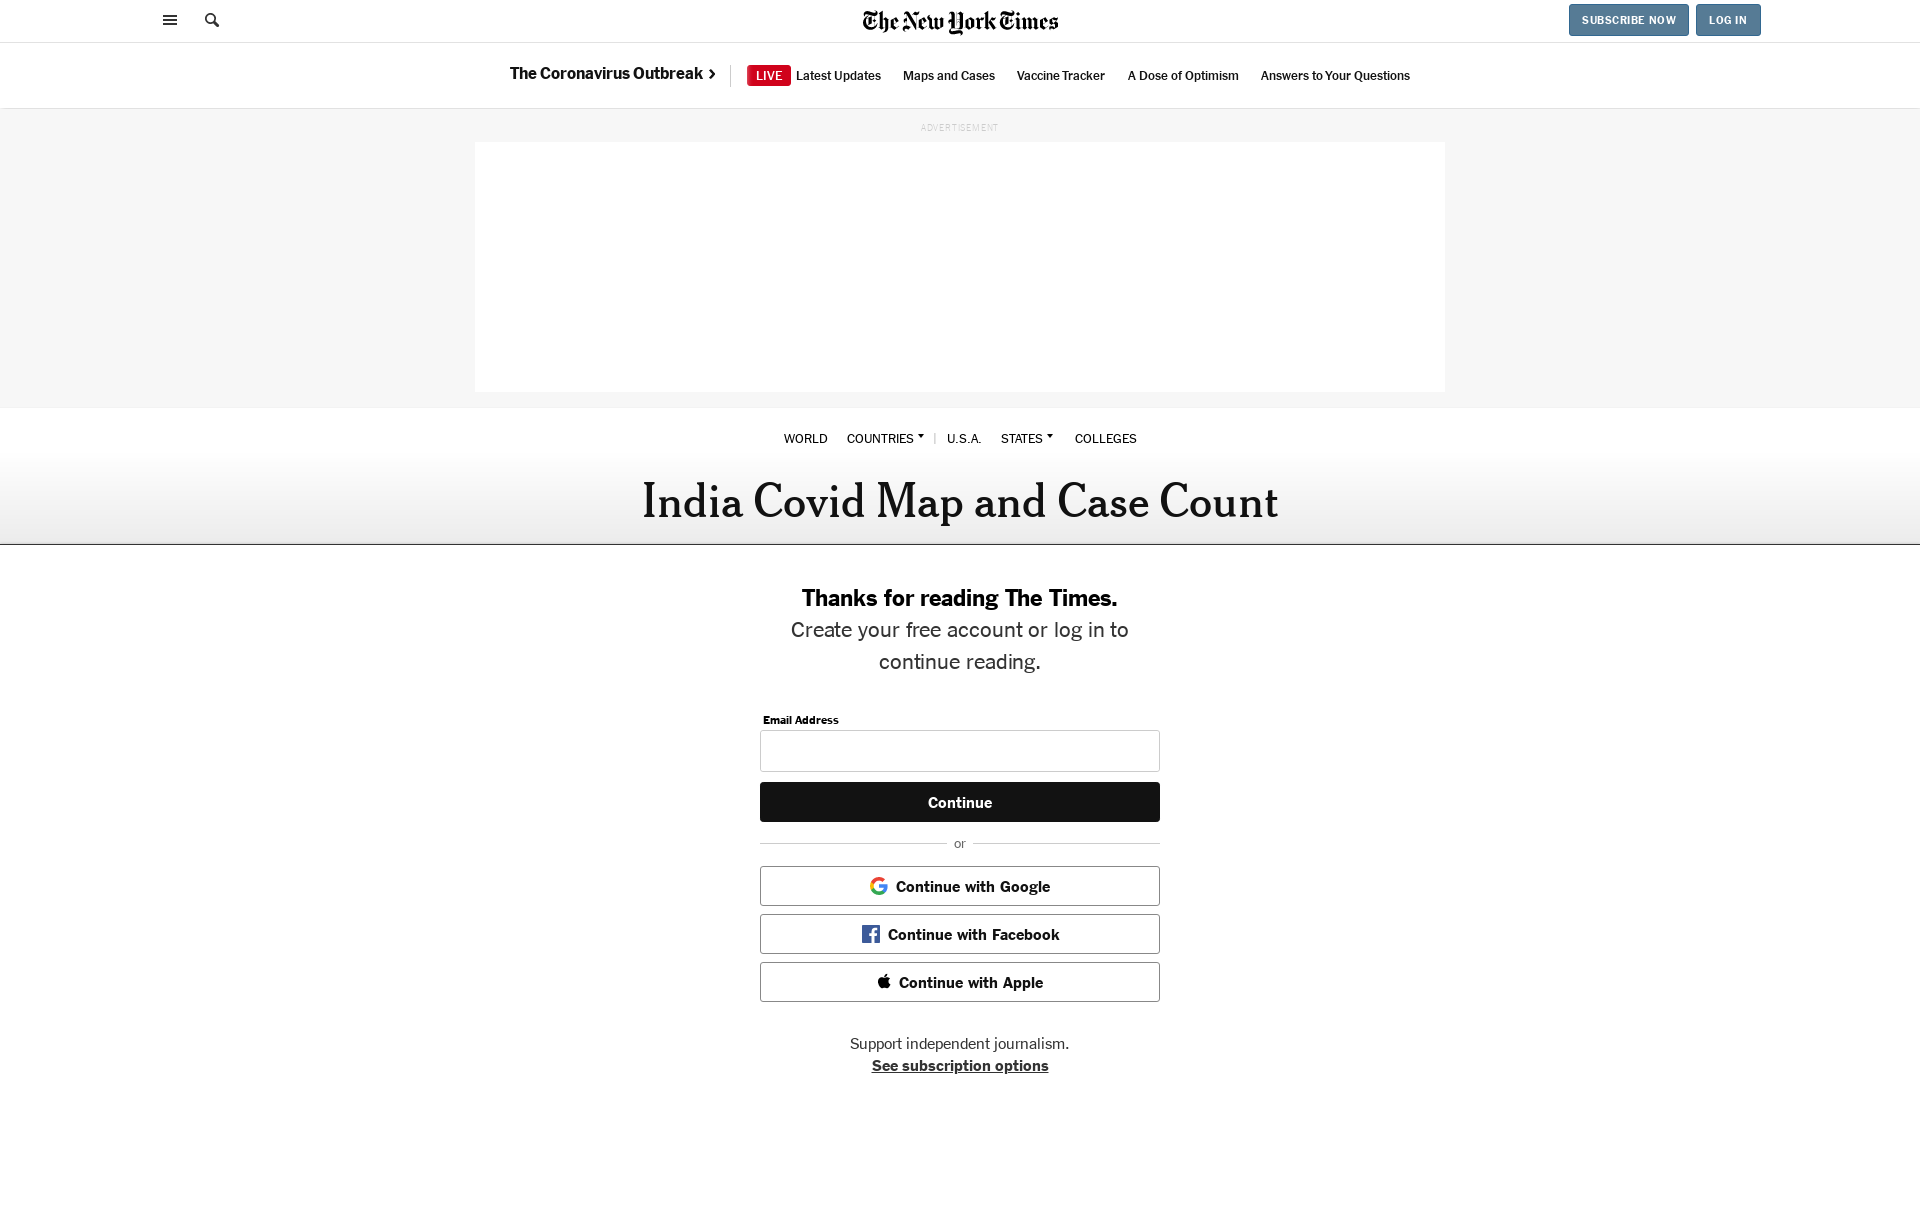 The New York Times
SUBSCRIBE NOW
LOG IN
The Coronavirus Outbreak ›
LIVE Latest Updates
Maps and Cases
Vaccine Tracker
A Dose of Optimism
Answers to Your Questions
ADVERTISEMENT
WORLD COUNTRIES | U.S.A. STATES COLLEGES
India Covid Map and Case Count
Thanks for reading The Times.
Create your free account or log in to
continue reading.
Email Address
Continue
or
Continue with Google
Continue with Facebook
Continue with Apple
Support independent journalism.
See subscription options